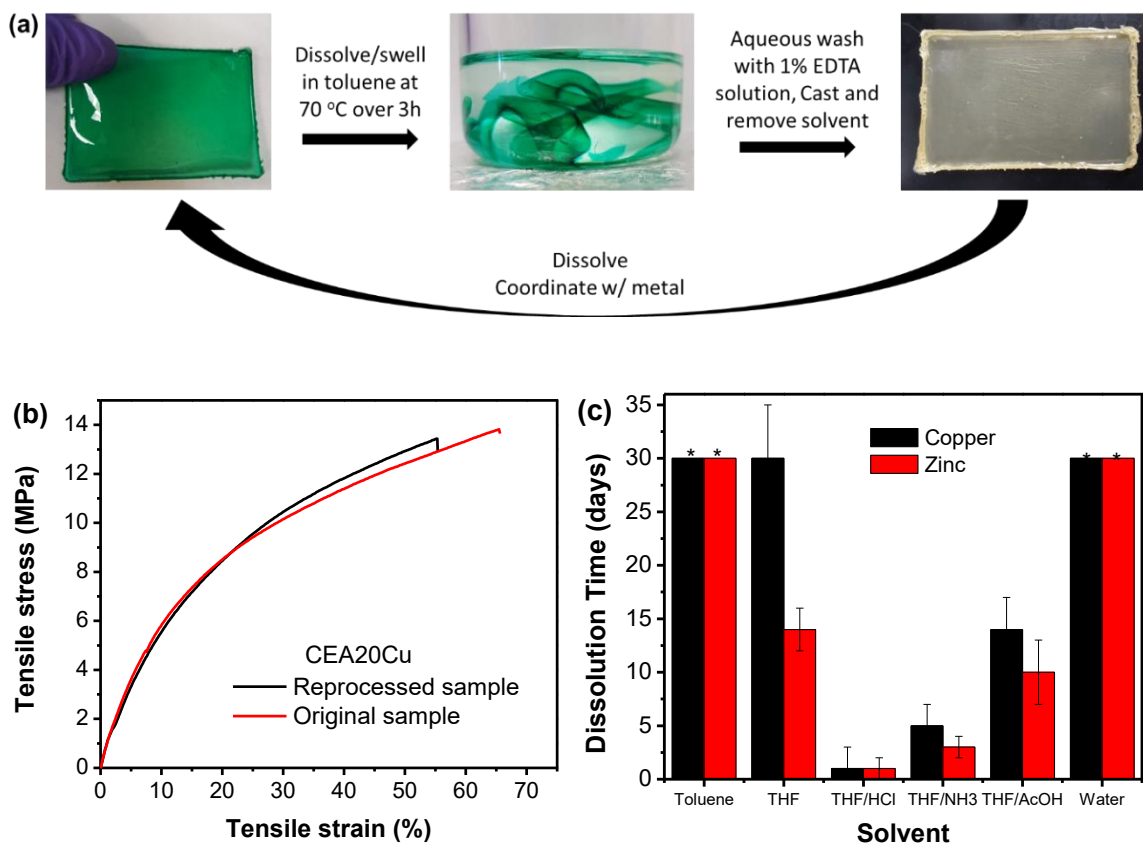 (a)
Dissolve/swell
in toluene at
70 °C over 3h
Aqueous wash
with 1% EDTA
solution, Cast and
remove solvent
Dissolve
Coordinate w/ metal
(b)
14
12
10
8
6
4
2
0
Tensile stress (MPa)
CEA20Cu
Reprocessed sample
Original sample
0 10 20 30 40 50 60 70
Tensile strain (%)
(c)
35
30
25
20
15
10
5
0
Dissolution Time (days)
Copper
Zinc
* * * *
Toluene THF THF/HCl THF/NH3 THF/AcOH Water
Solvent